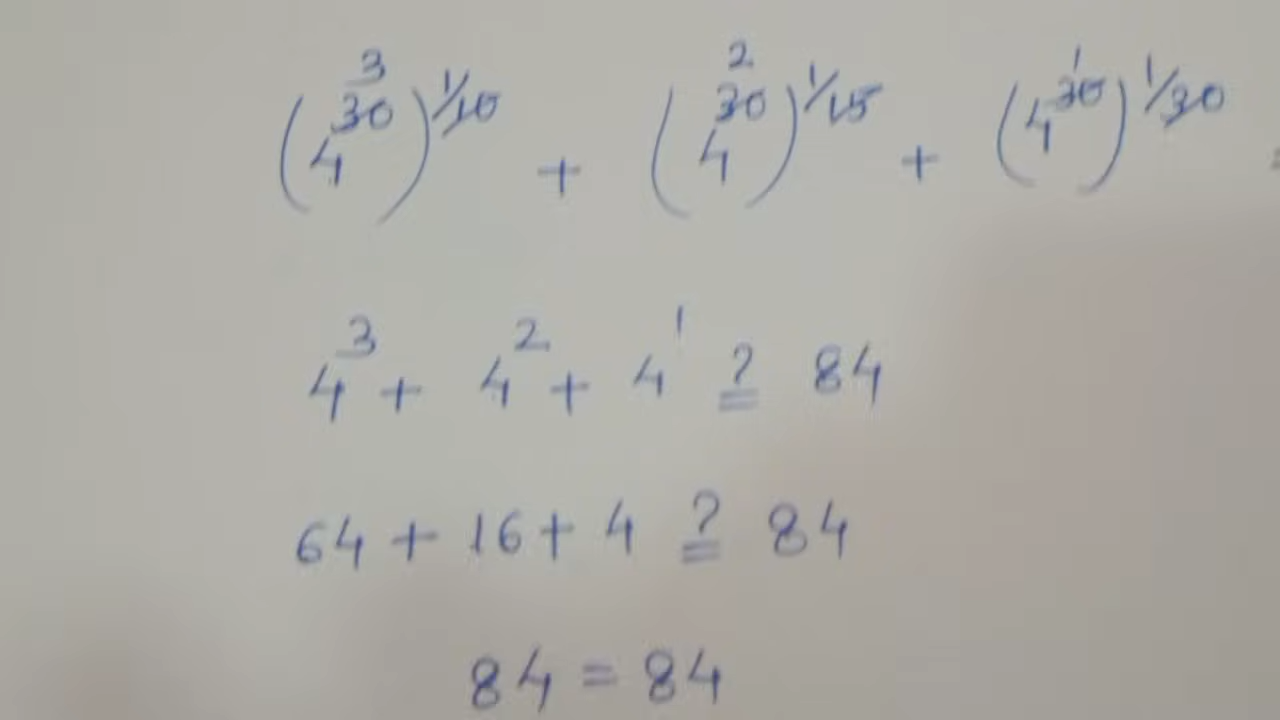 (4^30^3)^1/10 + (4^30^2)^1/15 + (4^30^1)^1/30 =
4^3 + 4^2 + 4^1 ≟ 84
64 + 16 + 4 ≟ 84
84 = 84